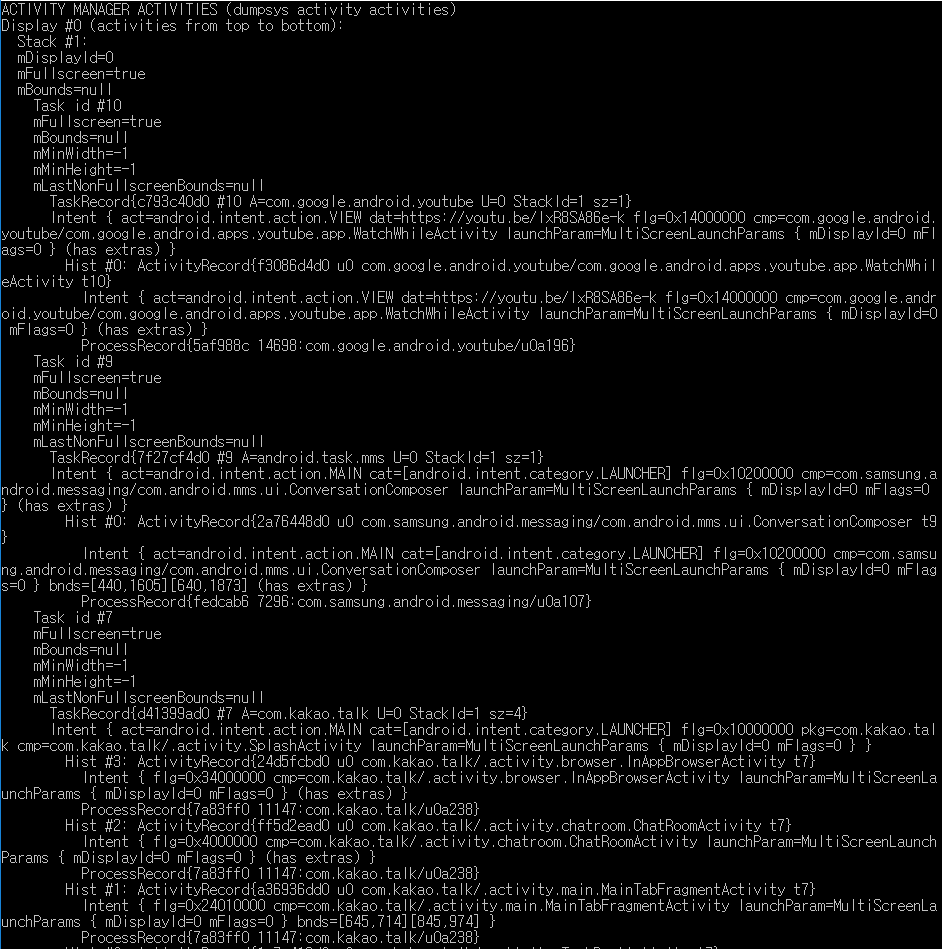 ACTIVITY MANAGER ACTIVITIES (dumpsys activity activities)
Display #0 (activities from top to bottom):
  Stack #1:
  mDisplayId=0
  mFullscreen=true
  mBounds=null
    Task id #10
    mFullscreen=true
    mBounds=null
    mMinWidth=-1
    mMinHeight=-1
    mLastNonFullscreenBounds=null
      TaskRecord{c793c40d0 #10 A=com.google.android.youtube U=0 StackId=1 sz=1}
      Intent { act=android.intent.action.VIEW dat=https://youtu.be/lxR8SA86e-k flg=0x14000000 cmp=com.google.android.
youtube/com.google.android.apps.youtube.app.WatchWhileActivity launchParam=MultiScreenLaunchParams { mDisplayId=0 mFl
ags=0 } (has extras) }
        Hist #0: ActivityRecord{f3086d4d0 u0 com.google.android.youtube/com.google.android.apps.youtube.app.WatchWhil
eActivity t10}
          Intent { act=android.intent.action.VIEW dat=https://youtu.be/lxR8SA86e-k flg=0x14000000 cmp=com.google.andr
oid.youtube/com.google.android.apps.youtube.app.WatchWhileActivity launchParam=MultiScreenLaunchParams { mDisplayId=0
 mFlags=0 } (has extras) }
          ProcessRecord{5af988c 14698:com.google.android.youtube/u0a196}
    Task id #9
    mFullscreen=true
    mBounds=null
    mMinWidth=-1
    mMinHeight=-1
    mLastNonFullscreenBounds=null
      TaskRecord{7f27cf4d0 #9 A=android.task.mms U=0 StackId=1 sz=1}
      Intent { act=android.intent.action.MAIN cat=[android.intent.category.LAUNCHER] flg=0x10200000 cmp=com.samsung.a
ndroid.messaging/com.android.mms.ui.ConversationComposer launchParam=MultiScreenLaunchParams { mDisplayId=0 mFlags=0
} (has extras) }
        Hist #0: ActivityRecord{2a76448d0 u0 com.samsung.android.messaging/com.android.mms.ui.ConversationComposer t9
}
          Intent { act=android.intent.action.MAIN cat=[android.intent.category.LAUNCHER] flg=0x10200000 cmp=com.samsu
ng.android.messaging/com.android.mms.ui.ConversationComposer launchParam=MultiScreenLaunchParams { mDisplayId=0 mFlag
s=0 } bnds=[440,1605][640,1873] (has extras) }
          ProcessRecord{fedcab6 7296:com.samsung.android.messaging/u0a107}
    Task id #7
    mFullscreen=true
    mBounds=null
    mMinWidth=-1
    mMinHeight=-1
    mLastNonFullscreenBounds=null
      TaskRecord{d41399ad0 #7 A=com.kakao.talk U=0 StackId=1 sz=4}
      Intent { act=android.intent.action.MAIN cat=[android.intent.category.LAUNCHER] flg=0x10000000 pkg=com.kakao.tal
k cmp=com.kakao.talk/.activity.SplashActivity launchParam=MultiScreenLaunchParams { mDisplayId=0 mFlags=0 } }
        Hist #3: ActivityRecord{24d5fcbd0 u0 com.kakao.talk/.activity.browser.InAppBrowserActivity t7}
          Intent { flg=0x34000000 cmp=com.kakao.talk/.activity.browser.InAppBrowserActivity launchParam=MultiScreenLa
unchParams { mDisplayId=0 mFlags=0 } (has extras) }
          ProcessRecord{7a83ff0 11147:com.kakao.talk/u0a238}
        Hist #2: ActivityRecord{ff5d2ead0 u0 com.kakao.talk/.activity.chatroom.ChatRoomActivity t7}
          Intent { flg=0x4000000 cmp=com.kakao.talk/.activity.chatroom.ChatRoomActivity launchParam=MultiScreenLaunch
Params { mDisplayId=0 mFlags=0 } (has extras) }
          ProcessRecord{7a83ff0 11147:com.kakao.talk/u0a238}
        Hist #1: ActivityRecord{a36936dd0 u0 com.kakao.talk/.activity.main.MainTabFragmentActivity t7}
          Intent { flg=0x24010000 cmp=com.kakao.talk/.activity.main.MainTabFragmentActivity launchParam=MultiScreenLa
unchParams { mDisplayId=0 mFlags=0 } bnds=[645,714][845,974] }
          ProcessRecord{7a83ff0 11147:com.kakao.talk/u0a238}